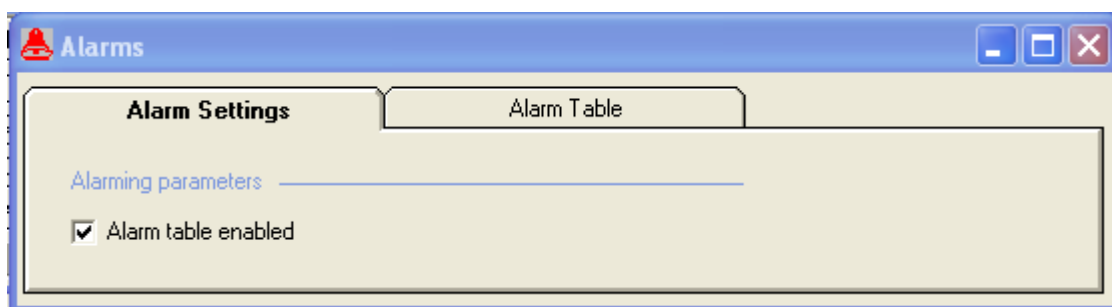 Alarms
Alarm Settings
Alarm Table
Alarming parameters
Alarm table enabled